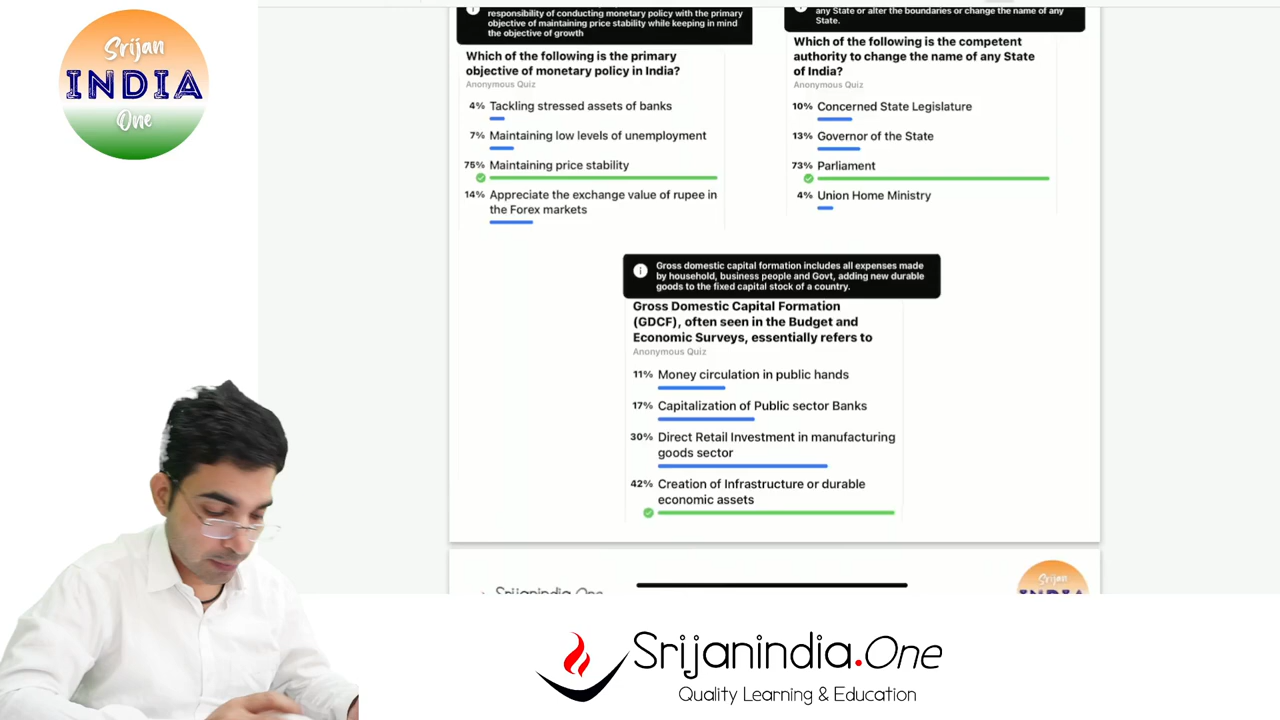 Srijan
INDIA
One
responsibility of conducting monetary policy with the primary
objective of maintaining price stability while keeping in mind
the objective of growth
Which of the following is the primary
objective of monetary policy in India?
Anonymous Quiz
4% Tackling stressed assets of banks
7% Maintaining low levels of unemployment
75% Maintaining price stability
14% Appreciate the exchange value of rupee in
the Forex markets
any State or alter the boundaries or change the name of any
State.
Which of the following is the competent
authority to change the name of any State
of India?
Anonymous Quiz
10% Concerned State Legislature
13% Governor of the State
73% Parliament
4% Union Home Ministry
Gross domestic capital formation includes all expenses made
by household, business people and Govt, adding new durable
goods to the fixed capital stock of a country.
Gross Domestic Capital Formation
(GDCF), often seen in the Budget and
Economic Surveys, essentially refers to
Anonymous Quiz
11% Money circulation in public hands
17% Capitalization of Public sector Banks
30% Direct Retail Investment in manufacturing
goods sector
42% Creation of Infrastructure or durable
economic assets
Srijanindia.One
Srijan
INDIA
Srijanindia.One
Quality Learning & Education